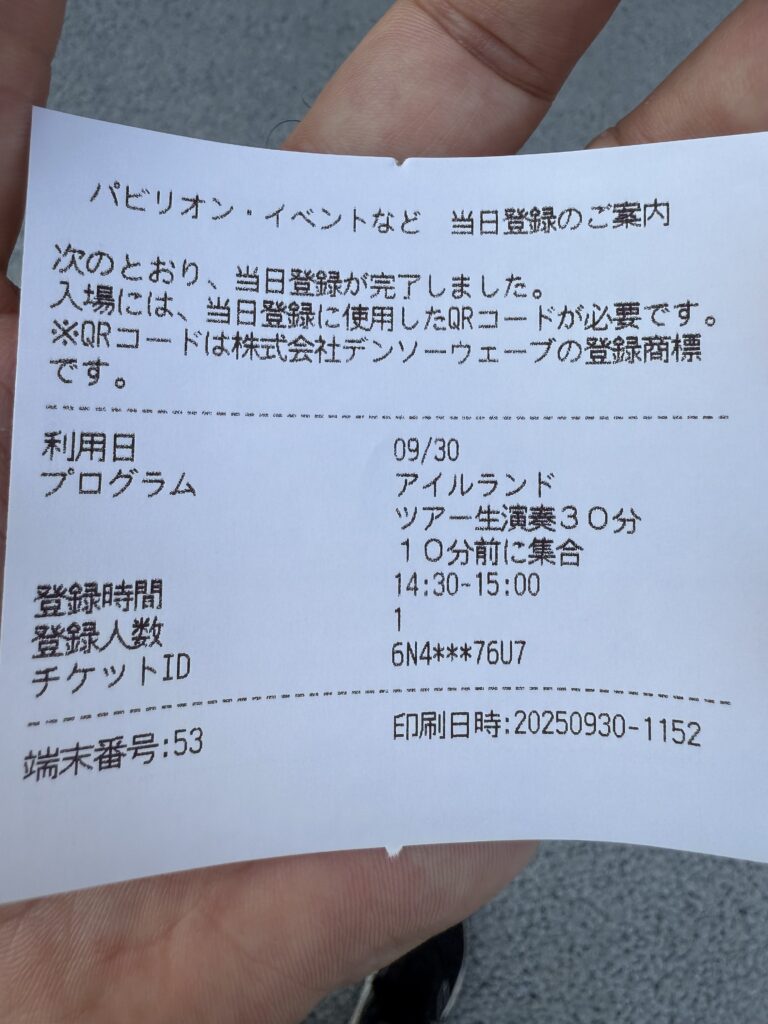 パビリオン・イベントなど 当日登録のご案内
次のとおり、当日登録が完了しました。
入場には、当日登録に使用したQRコードが必要です。
※QRコードは株式会社デンソーウェーブの登録商標
です。
利用日 09/30
プログラム アイルランド
ツアー生演奏３０分
１０分前に集合
登録時間 14:30-15:00
登録人数 1
チケットID 6N4***76U7
端末番号:53 印刷日時:20250930-1152